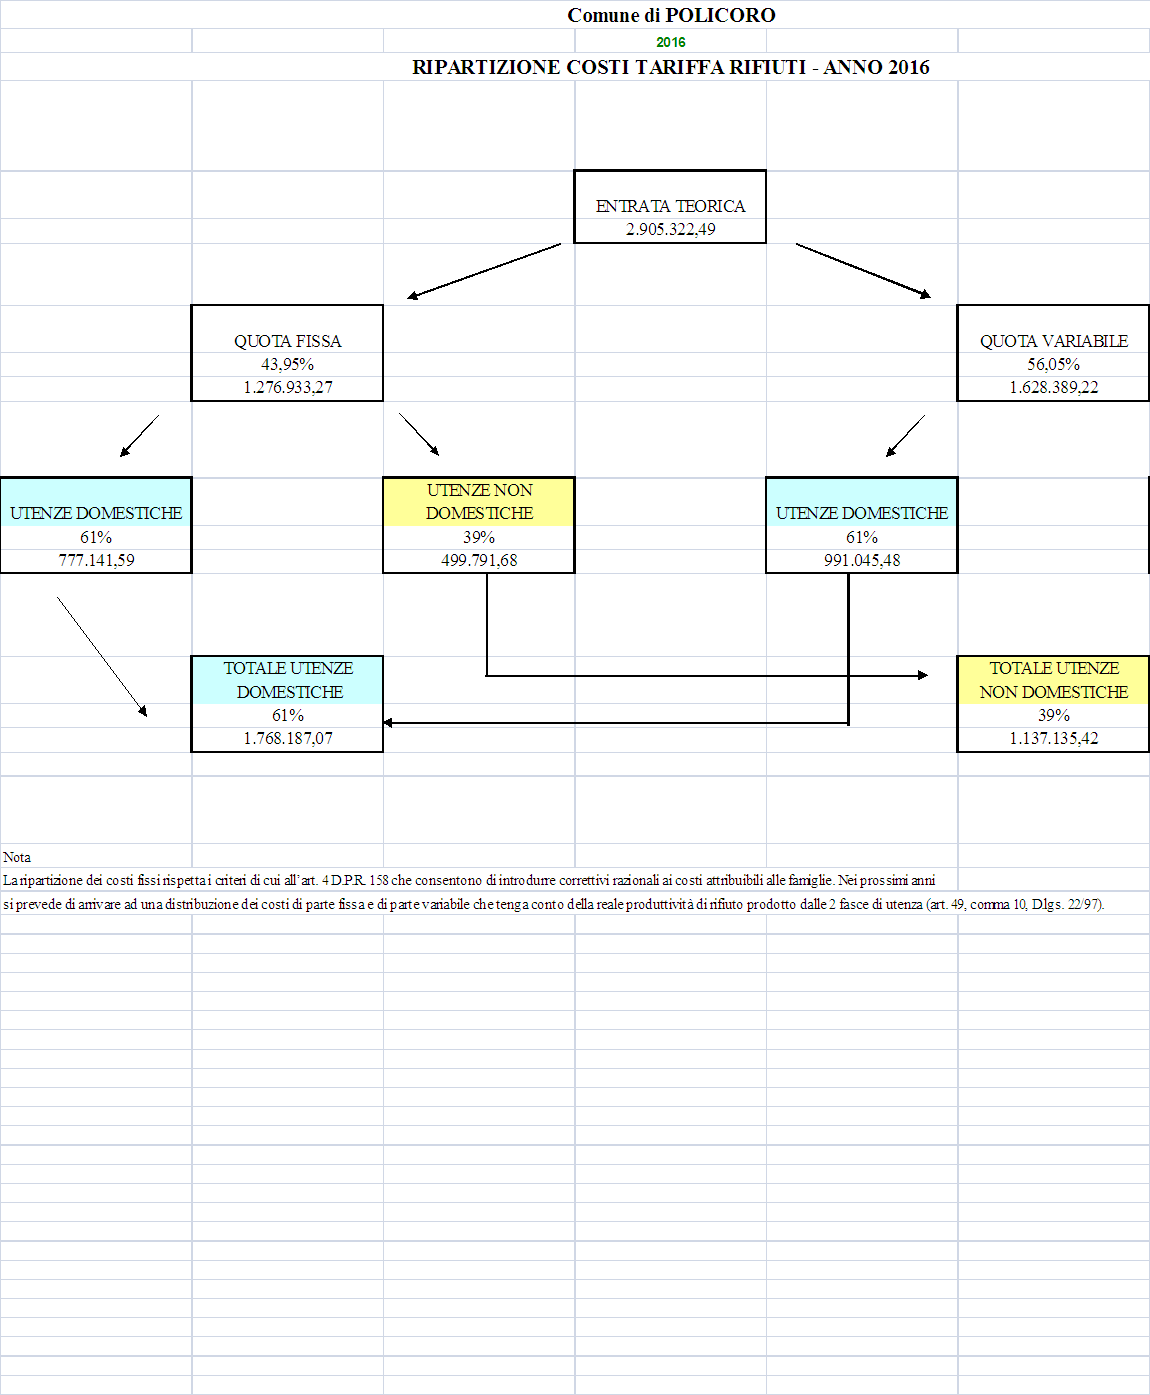 Comune di POLICORO
2016
RIPARTIZIONE COSTI TARIFFA RIFIUTI - ANNO 2016
ENTRATA TEORICA
2.905.322,49
QUOTA FISSA
43,95%
1.276.933,27
QUOTA VARIABILE
56,05%
1.628.389,22
UTENZE DOMESTICHE
61%
777.141,59
UTENZE NON
DOMESTICHE
39%
499.791,68
UTENZE DOMESTICHE
61%
991.045,48
TOTALE UTENZE
DOMESTICHE
61%
1.768.187,07
TOTALE UTENZE
NON DOMESTICHE
39%
1.137.135,42
Nota
La ripartizione dei costi fissi rispetta i criteri di cui all'art. 4 D.P.R. 158 che consentono di introdurre correttivi razionali ai costi attribuibili alle famiglie. Nei prossimi anni
si prevede di arrivare ad una distribuzione dei costi di parte fissa e di parte variabile che tenga conto della reale produttività di rifiuto prodotto dalle 2 fasce di utenza (art. 49, comma 10, D.lgs. 22/97).